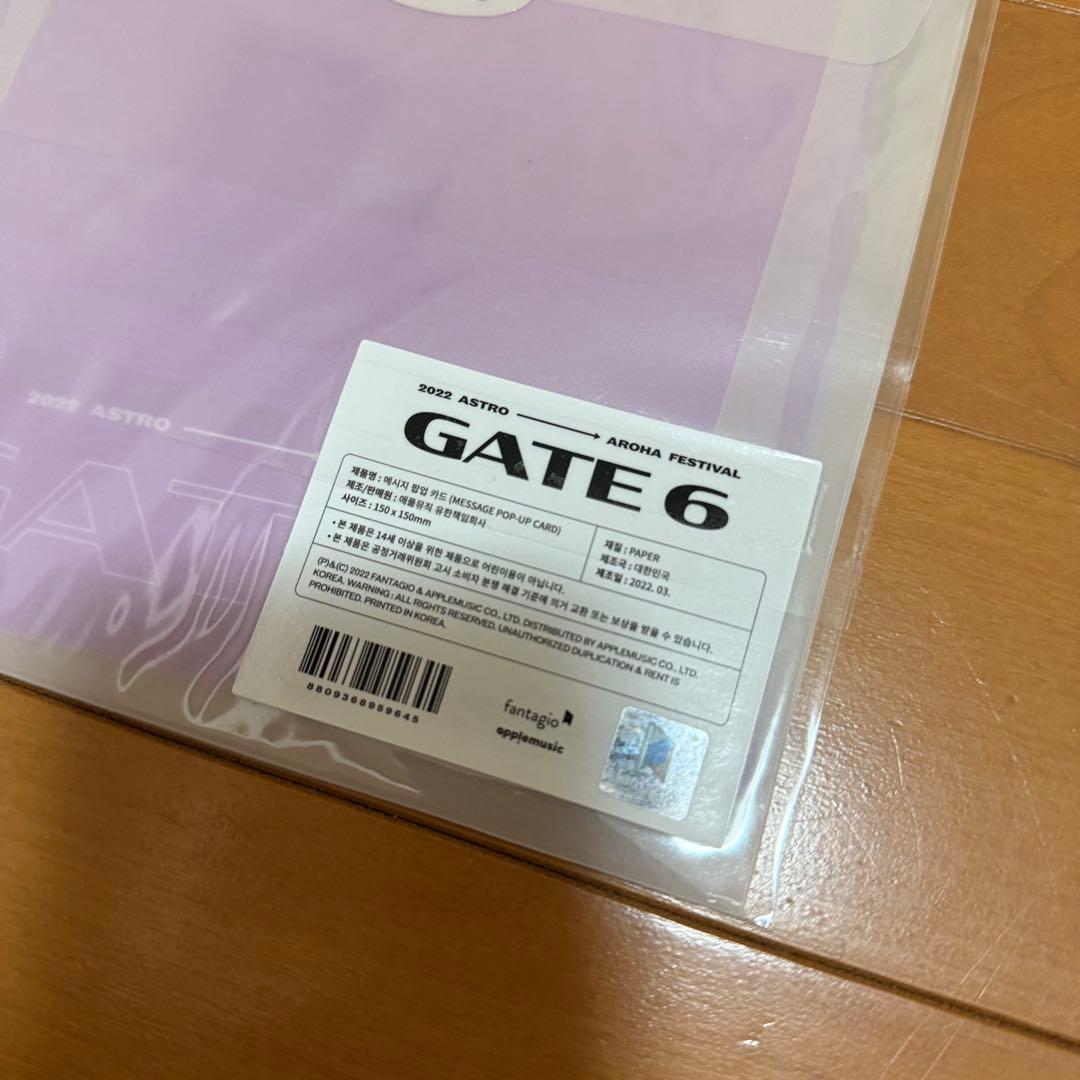 2022 ASTRO
GAT
2022 ASTRO
AROHA FESTIVAL
GATE 6
제품명 : 메시지 팝업 카드 (MESSAGE POP-UP CARD)
제조/판매원 : 애플뮤직 유한책임회사
사이즈 : 150 x 150mm
재질 : PAPER
제조국 : 대한민국
제조일 : 2022. 03.
• 본 제품은 14세 이상을 위한 제품으로 어린이용이 아닙니다.
• 본 제품은 공정거래위원회 고시 소비자 분쟁 해결 기준에 의거 교환 또는 보상을 받을 수 있습니다.
(P)&(C) 2022 FANTAGIO & APPLEMUSIC CO., LTD. DISTRIBUTED BY APPLEMUSIC CO., LTD.
KOREA. WARNING : ALL RIGHTS RESERVED. UNAUTHORIZED DUPLICATION & RENT IS
PROHIBITED. PRINTED IN KOREA.
8809368959645
fantagio
applemusic